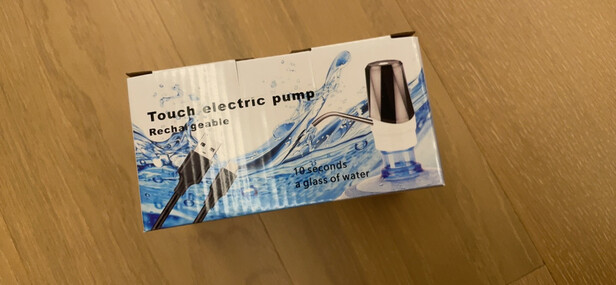 Touch electric pump
Rechargeable
10 seconds
a glass of water